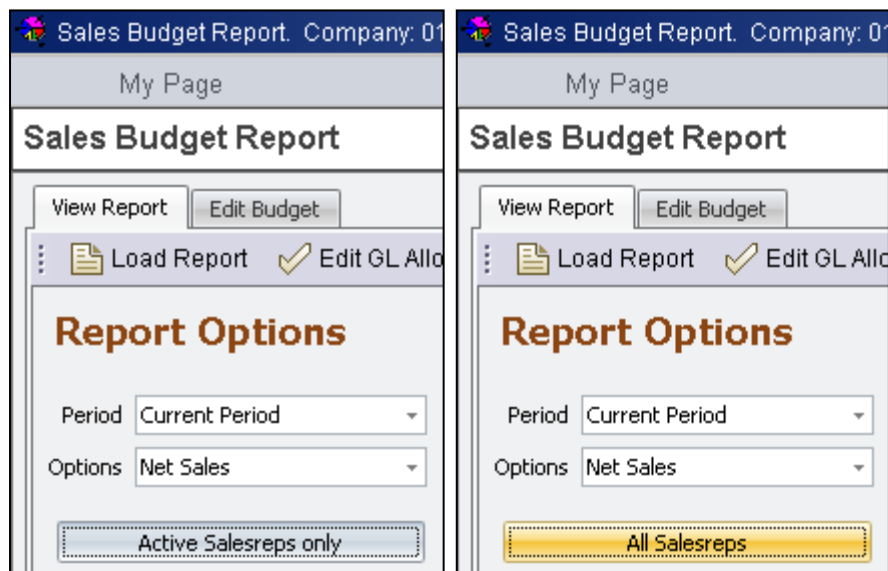 Sales Budget Report. Company: 01
My Page
Sales Budget Report
View Report Edit Budget
Load Report Edit GL Allo
Report Options
Period Current Period
Options Net Sales
Active Salesreps only
Sales Budget Report. Company: 01
My Page
Sales Budget Report
View Report Edit Budget
Load Report Edit GL Allo
Report Options
Period Current Period
Options Net Sales
All Salesreps